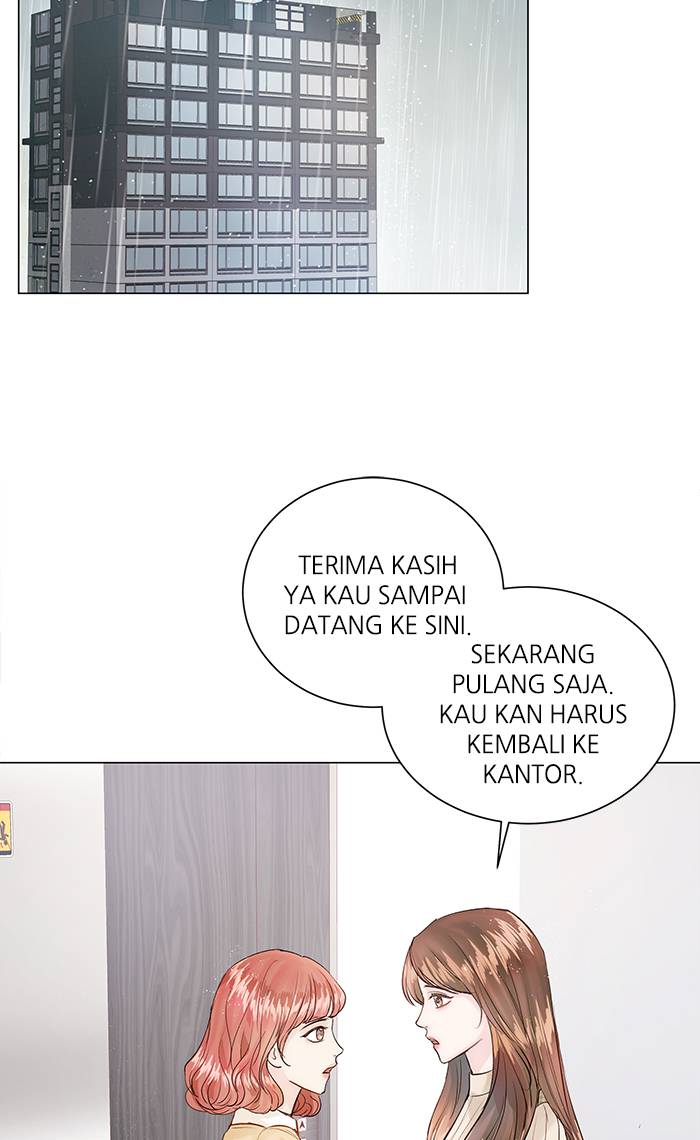 TERIMA KASIH
YA KAU SAMPAI
DATANG KE SINI.
SEKARANG
PULANG SAJA.
KAU KAN HARUS
KEMBALI KE
KANTOR.